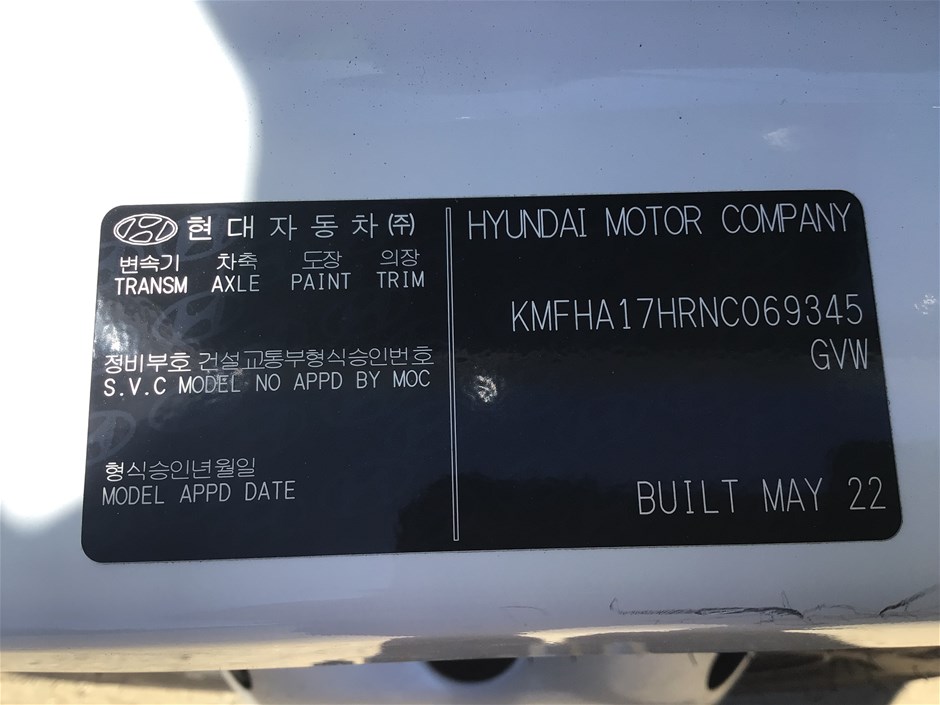 현대자동차(주)
변속기 차축 도장 의장
TRANSM AXLE PAINT TRIM
정비부호 건설교통부형식승인번호
S.V.C MODEL NO APPD BY MOC
형식승인년월일
MODEL APPD DATE
HYUNDAI MOTOR COMPANY
KMFHA17HRNC069345
GVW
BUILT MAY 22